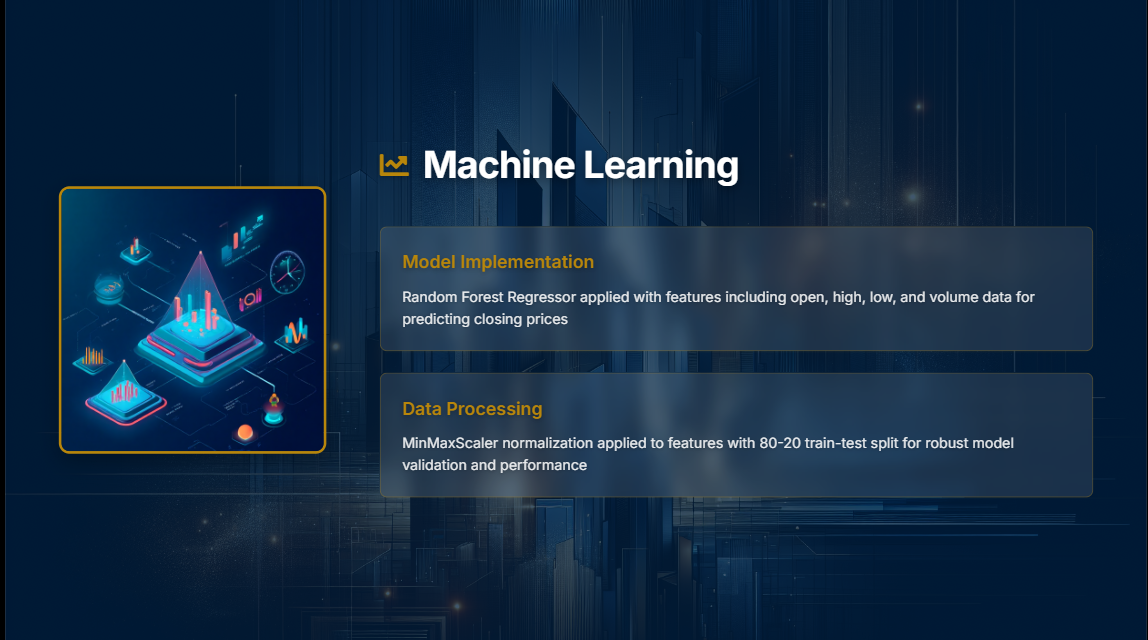 Machine Learning
Model Implementation
Random Forest Regressor applied with features including open, high, low, and volume data for
predicting closing prices
Data Processing
MinMaxScaler normalization applied to features with 80-20 train-test split for robust model
validation and performance